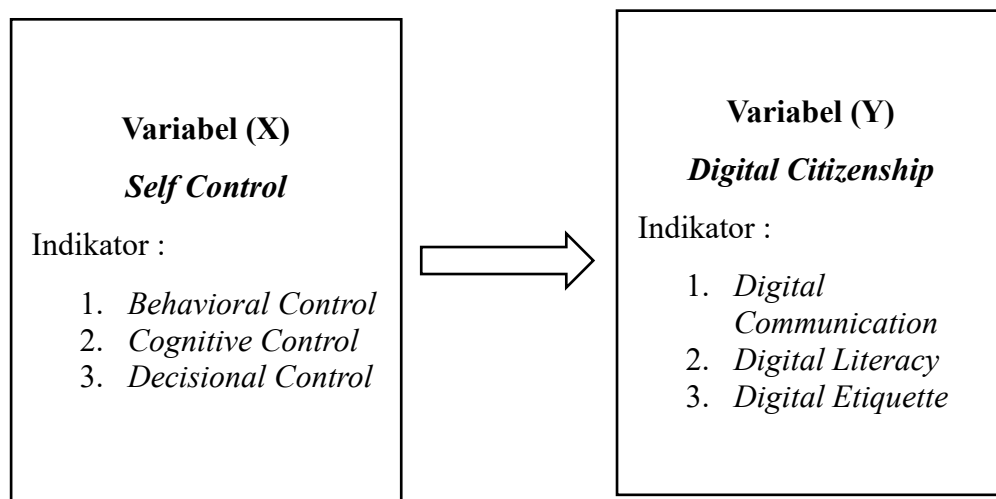 Variabel (X)
Self Control
Indikator :
1. Behavioral Control
2. Cognitive Control
3. Decisional Control
Variabel (Y)
Digital Citizenship
Indikator :
1. Digital
Communication
2. Digital Literacy
3. Digital Etiquette